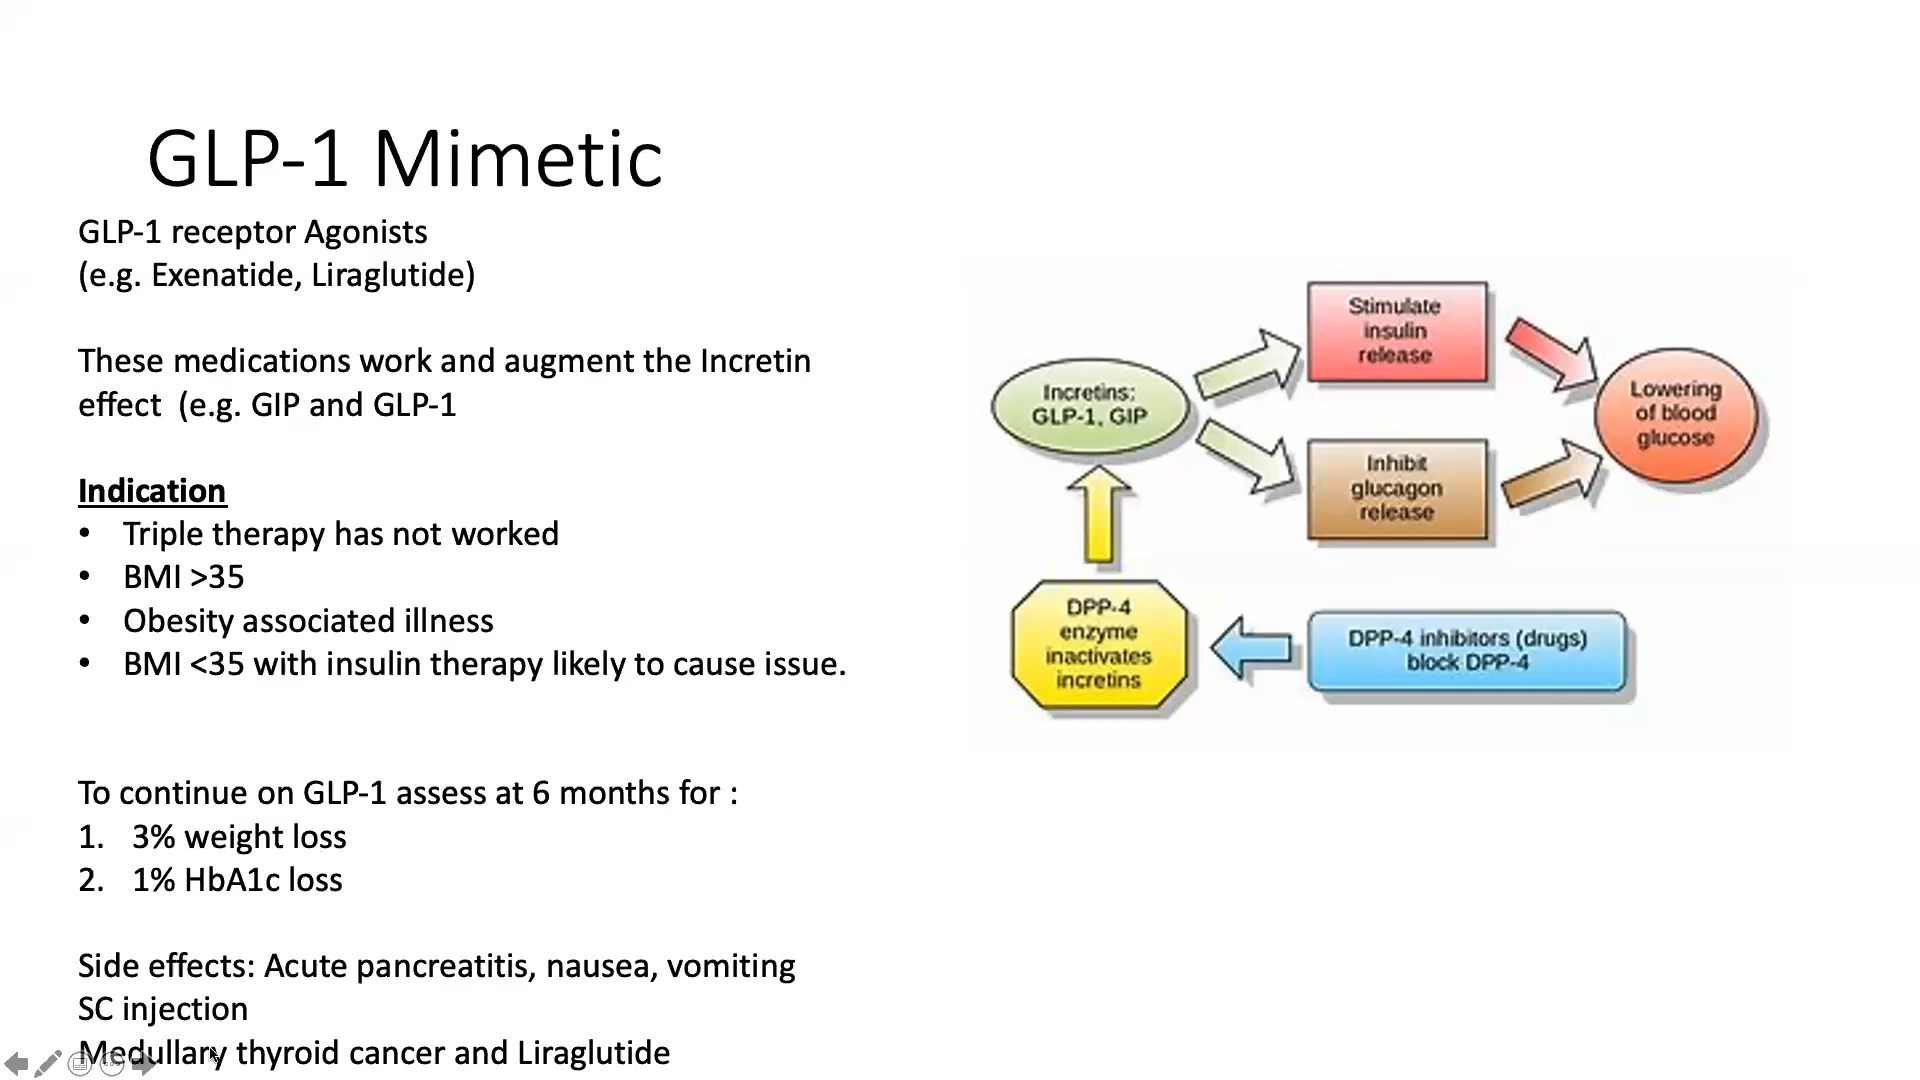 GLP-1 Mimetic
GLP-1 receptor Agonists
(e.g. Exenatide, Liraglutide)
These medications work and augment the Incretin
effect  (e.g. GIP and GLP-1
Indication
• Triple therapy has not worked
• BMI >35
• Obesity associated illness
• BMI <35 with insulin therapy likely to cause issue.
To continue on GLP-1 assess at 6 months for :
1. 3% weight loss
2. 1% HbA1c loss
Side effects: Acute pancreatitis, nausea, vomiting
SC injection
Medullary thyroid cancer and Liraglutide
Incretins:
GLP-1, GIP
Stimulate
insulin
release
Inhibit
glucagon
release
Lowering
of blood
glucose
DPP-4
enzyme
inactivates
incretins
DPP-4 inhibitors (drugs)
block DPP-4